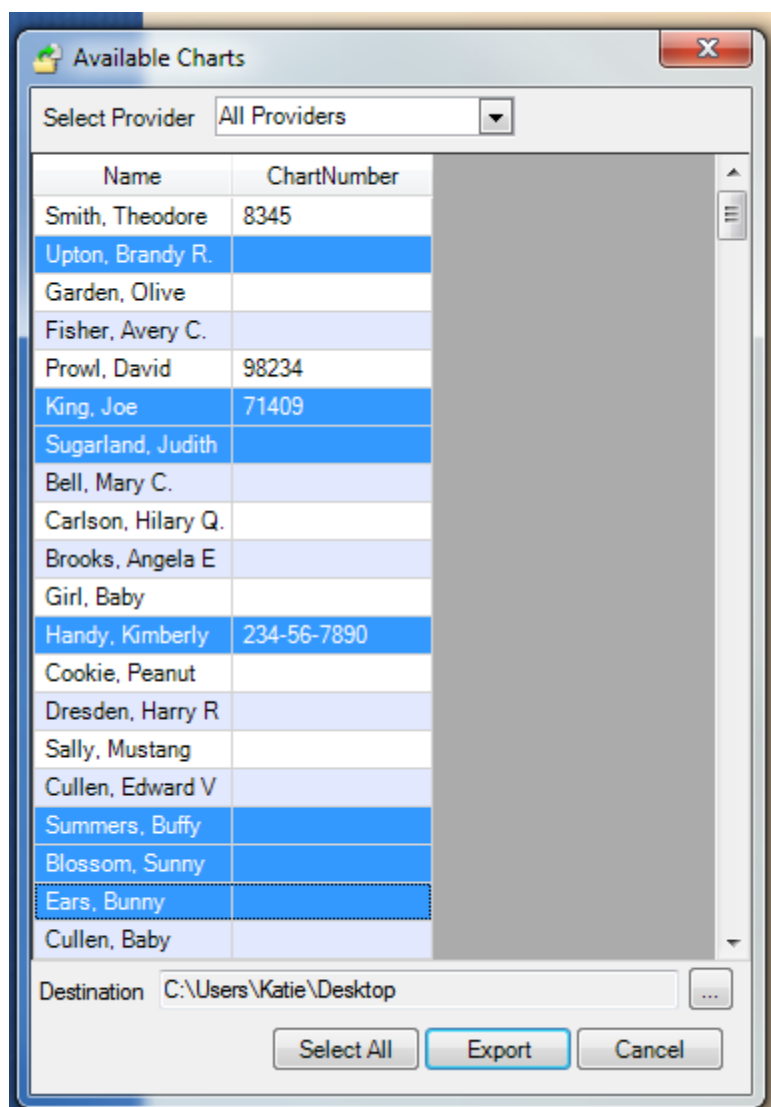 Available Charts
Select Provider All Providers
Name ChartNumber
Smith, Theodore 8345
Upton, Brandy R.
Garden, Olive
Fisher, Avery C.
Prowl, David 98234
King, Joe 71409
Sugarland, Judith
Bell, Mary C.
Carlson, Hilary Q.
Brooks, Angela E
Girl, Baby
Handy, Kimberly 234-56-7890
Cookie, Peanut
Dresden, Harry R
Sally, Mustang
Cullen, Edward V
Summers, Buffy
Blossom, Sunny
Ears, Bunny
Cullen, Baby
Destination C:\Users\Katie\Desktop ...
Select All Export Cancel